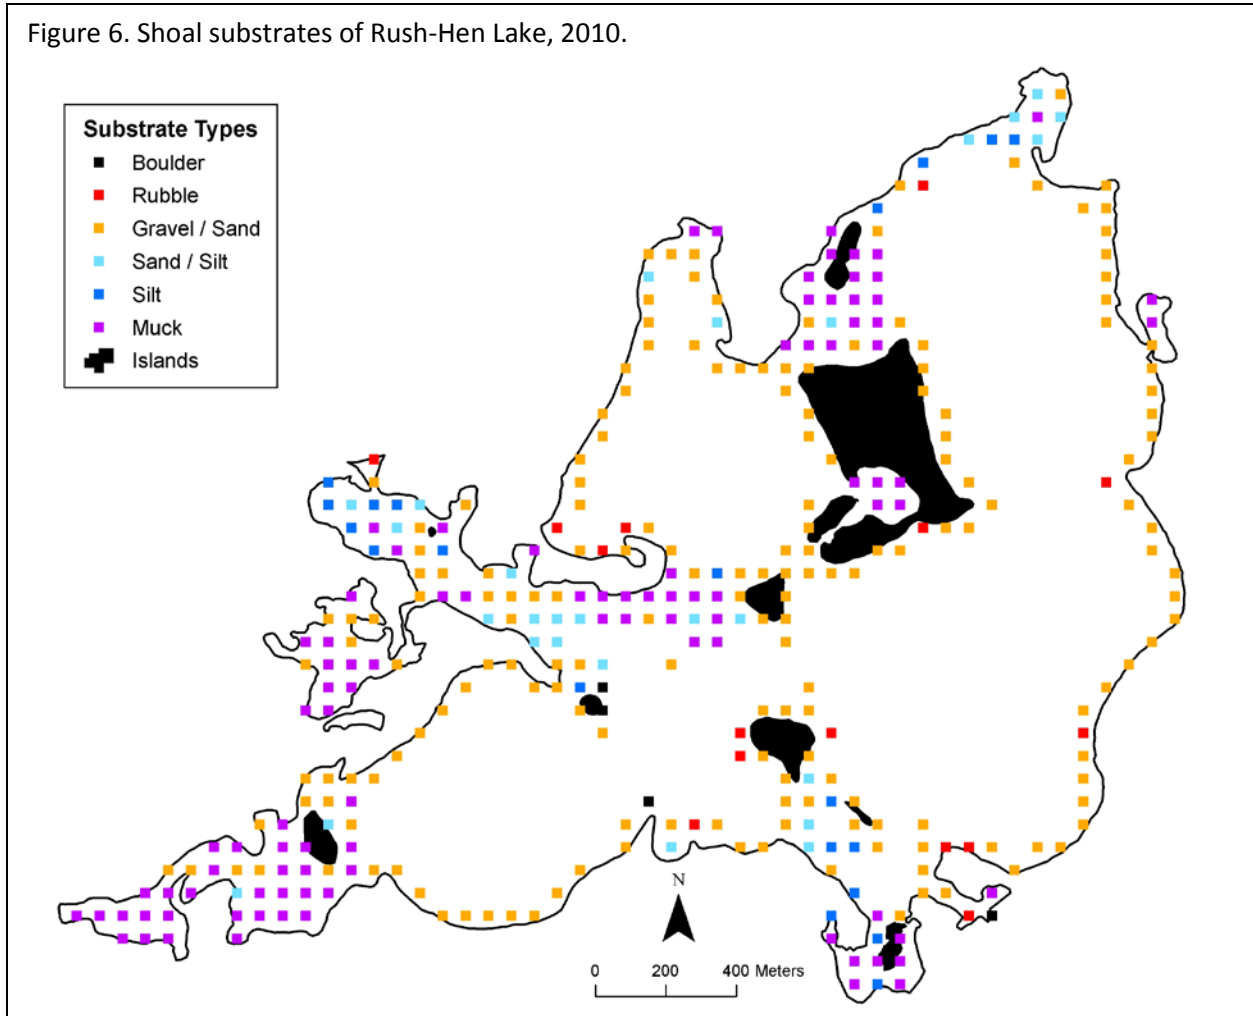 Figure 6. Shoal substrates of Rush-Hen Lake, 2010.
Substrate Types
Boulder
Rubble
Gravel / Sand
Sand / Silt
Silt
Muck
Islands
N
0 200 400 Meters